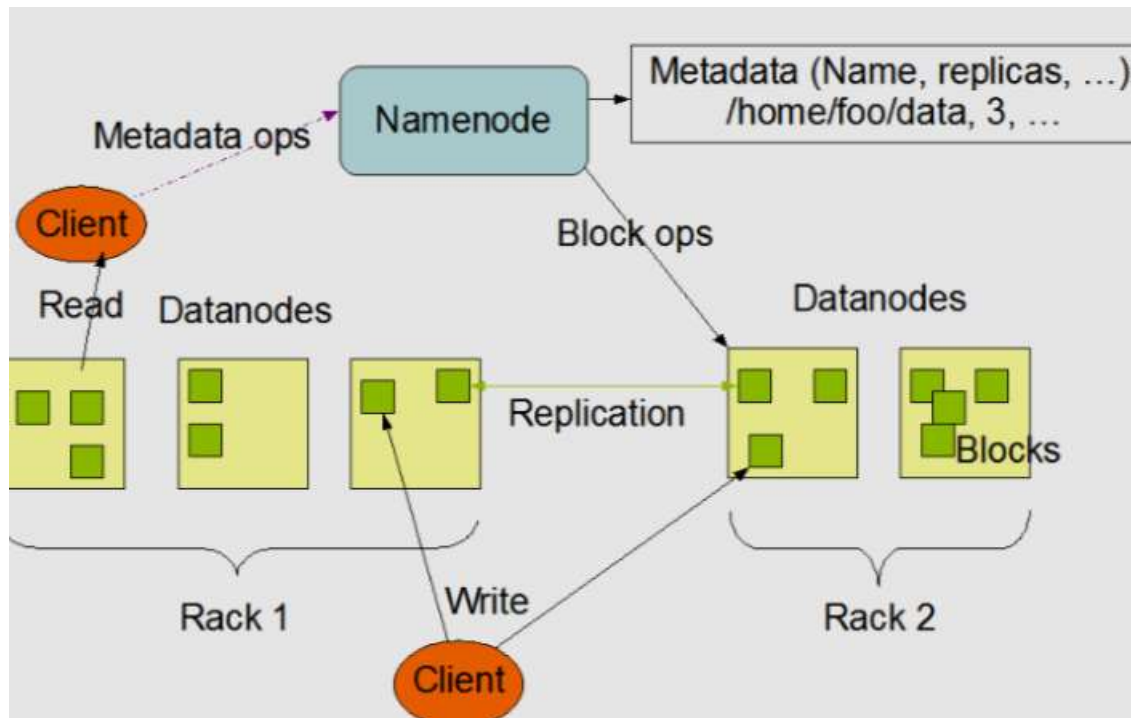 Metadata (Name, replicas, …)
/home/foo/data, 3, …
Namenode
Metadata ops
Client
Block ops
Read
Datanodes
Datanodes
Replication
Blocks
Rack 1
Write
Rack 2
Client